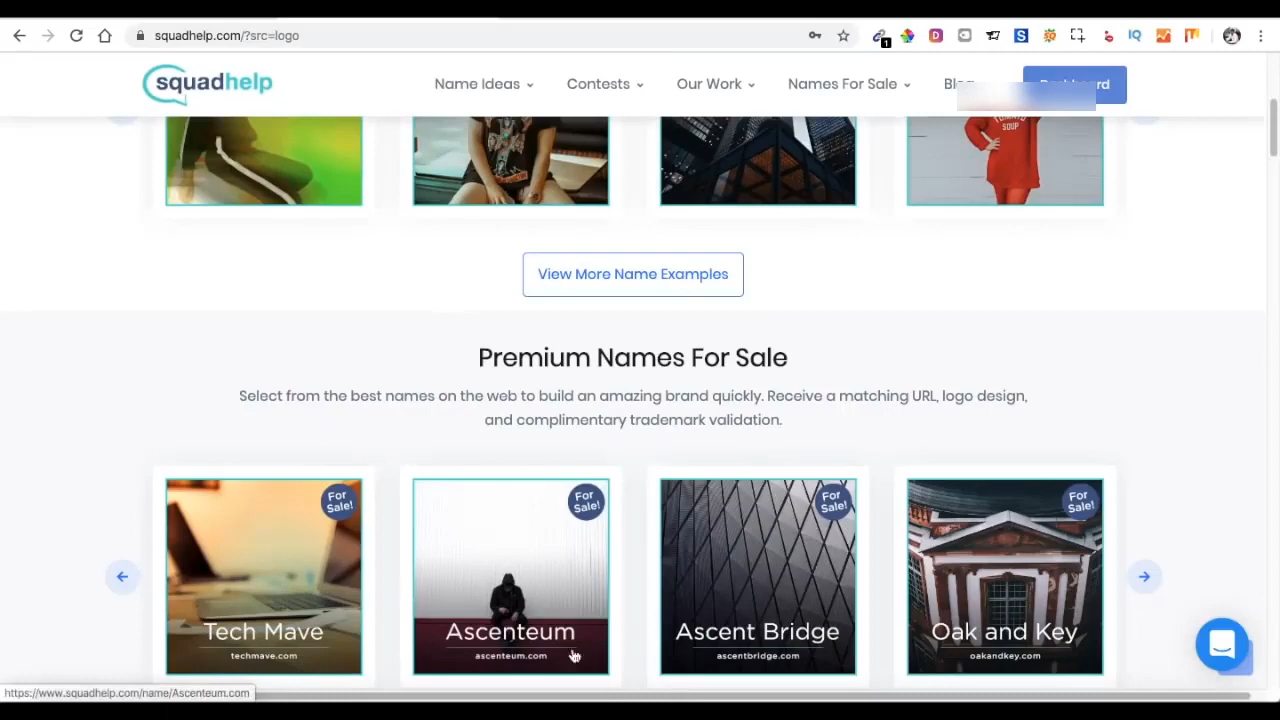 squadhelp.com/?src=logo
1
squadhelp
Name Ideas
Contests
Our Work
Names For Sale
View More Name Examples
Premium Names For Sale
Select from the best names on the web to build an amazing brand quickly. Receive a matching URL, logo design,
and complimentary trademark validation.
For
Sale!
Tech Mave
techmave.com
For
Sale!
Ascenteum
ascenteum.com
For
Sale!
Ascent Bridge
ascentbridge.com
For
Sale!
Oak and Key
oakandkey.com
https://www.squadhelp.com/name/Ascenteum.com